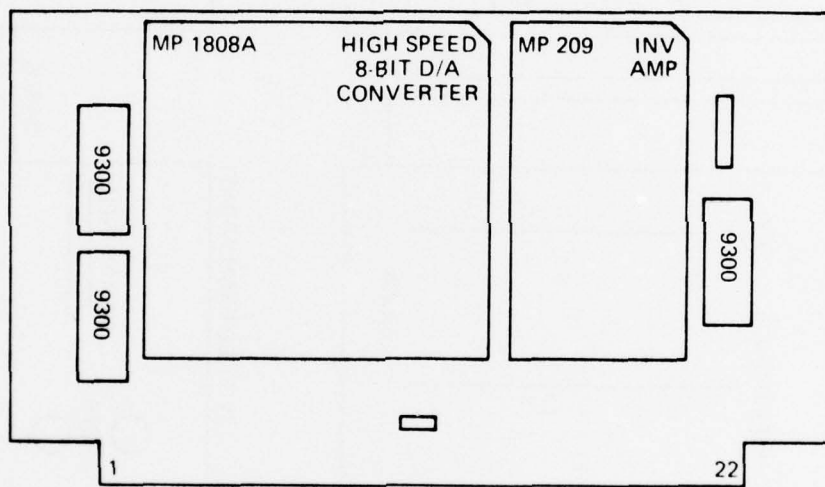 MP 1808A
HIGH SPEED
8-BIT D/A
CONVERTER
MP 209
INV
AMP
9300
9300
9300
1
22